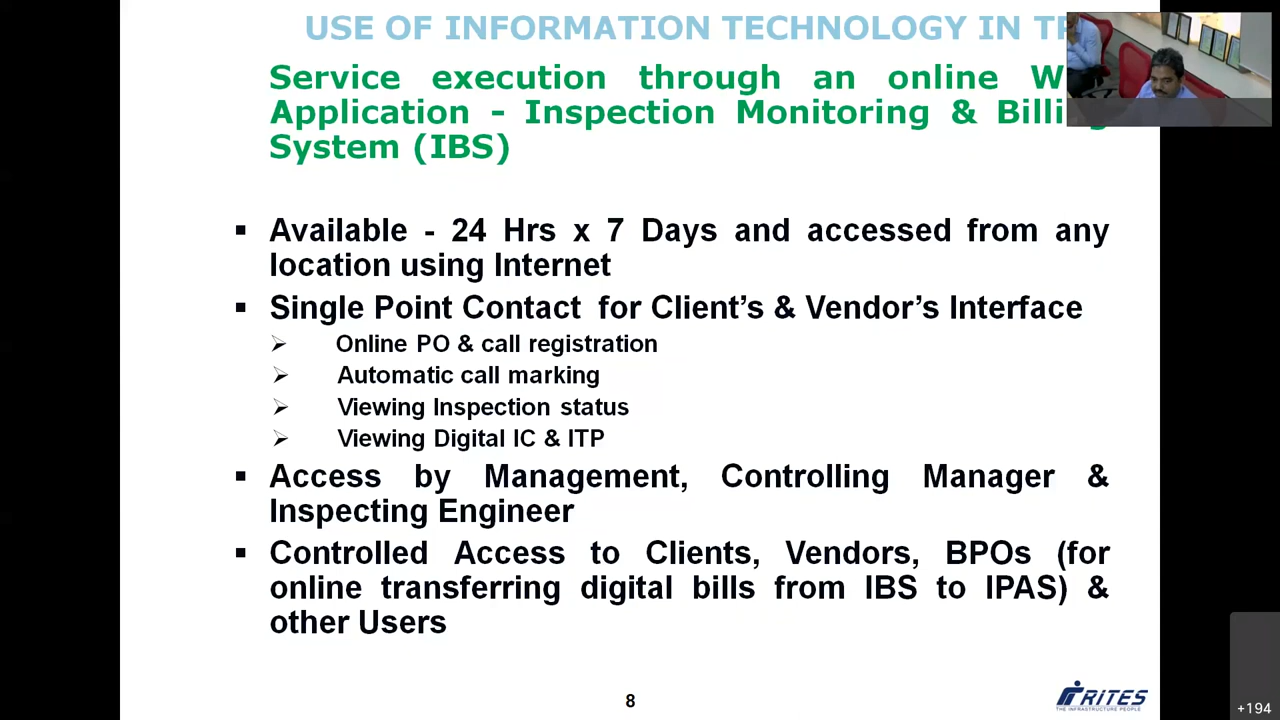 USE OF INFORMATION TECHNOLOGY IN
Service execution through an online
Application - Inspection Monitoring &
System (IBS)
▪ Available - 24 Hrs x 7 Days and accessed from any
location using Internet
▪ Single Point Contact for Client's & Vendor's Interface
➢ Online PO & call registration
➢ Automatic call marking
➢ Viewing Inspection status
➢ Viewing Digital IC & ITP
▪ Access by Management, Controlling Manager &
Inspecting Engineer
▪ Controlled Access to Clients, Vendors, BPOs (for
online transferring digital bills from IBS to IPAS) &
other Users
8
RITES
THE INFRASTRUCTURE PEOPLE
+194